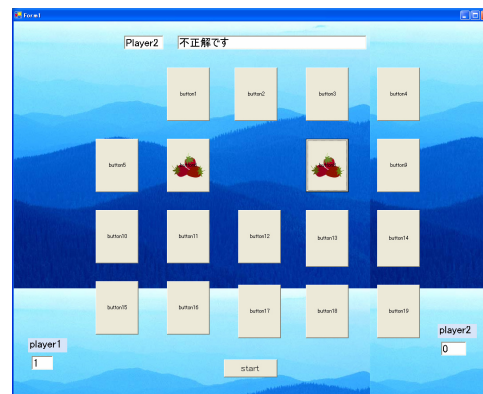 Form1
Player2 不正解です
button1 button2 button3 button4
button5 button9
button10 button11 button12 button13 button14
button15 button16 button17 button18 button19
player1
1
player2
0
start